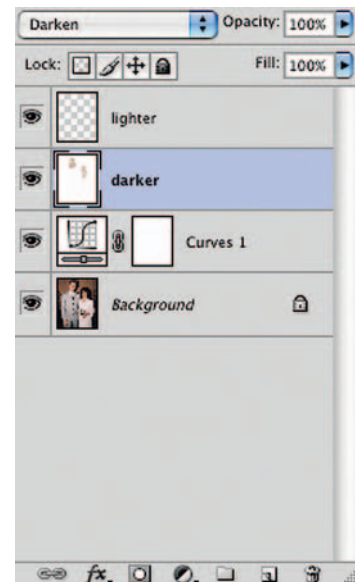 Darken Opacity: 100%
Lock: Fill: 100%
lighter
darker
Curves 1
Background
fx.